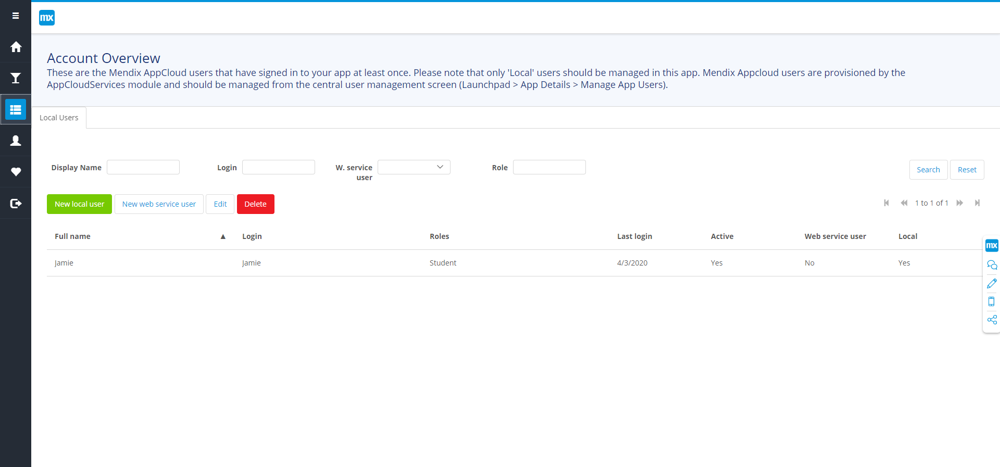 mx
Account Overview
These are the Mendix AppCloud users that have signed in to your app at least once. Please note that only 'Local' users should be managed in this app. Mendix Appcloud users are provisioned by the
AppCloudServices module and should be managed from the central user management screen (Launchpad > App Details > Manage App Users).
Local Users
Display Name Login W. service Role Search Reset
user
New local user New web service user Edit Delete 1 to 1 of 1
Full name ▲ Login Roles Last login Active Web service user Local
mx
Jamie Jamie Student 4/3/2020 Yes No Yes